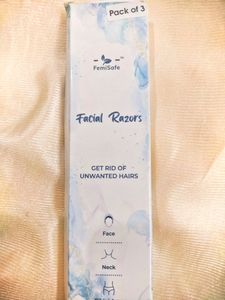 Pack of 3
FemiSafe
Facial Razors
GET RID OF
UNWANTED HAIRS
Face
Neck